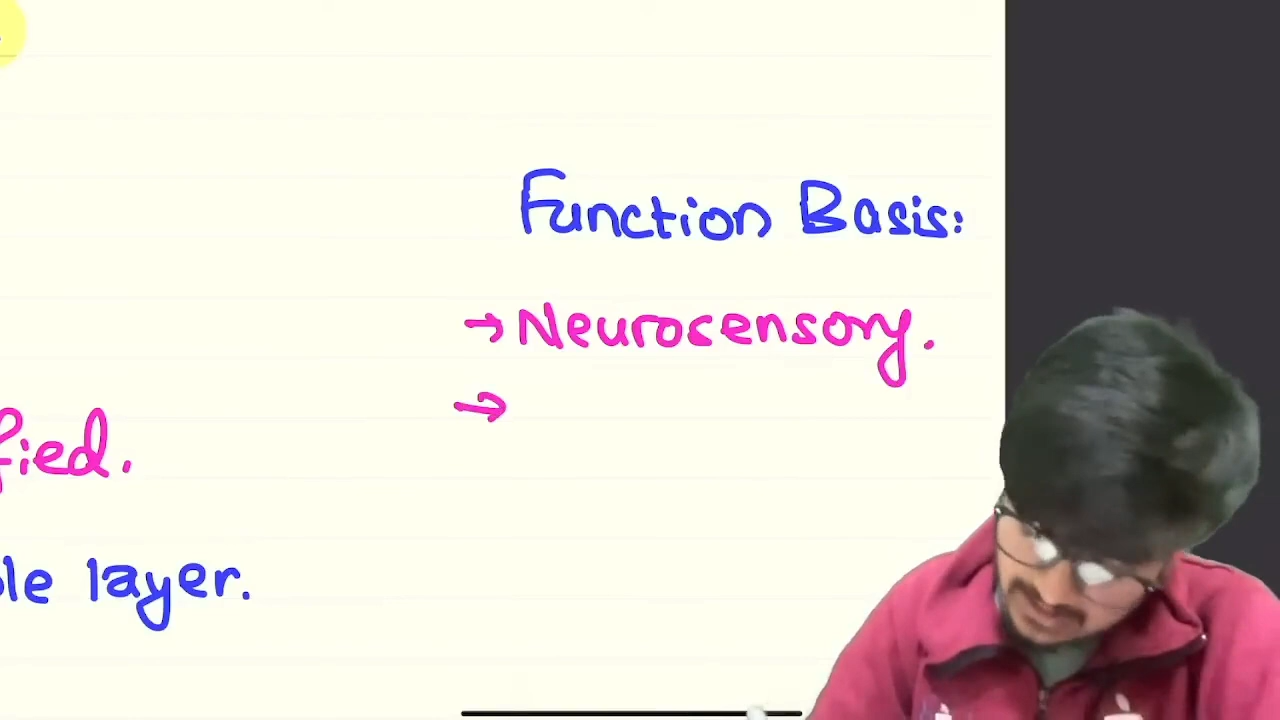 Function Basis:
→ Neurosensory.
→
fied.
le layer.